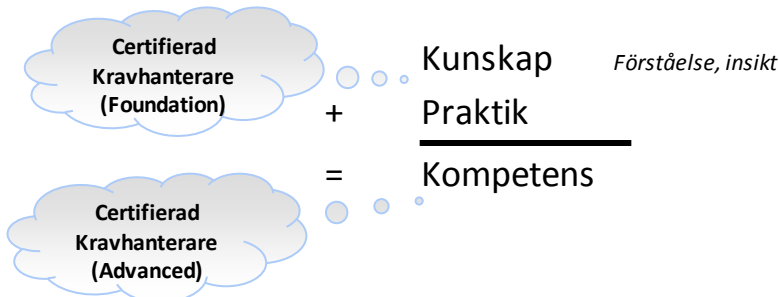 Certifierad
Kravhanterare
(Foundation)
Kunskap Förståelse, insikt
+ Praktik
= Kompetens
Certifierad
Kravhanterare
(Advanced)